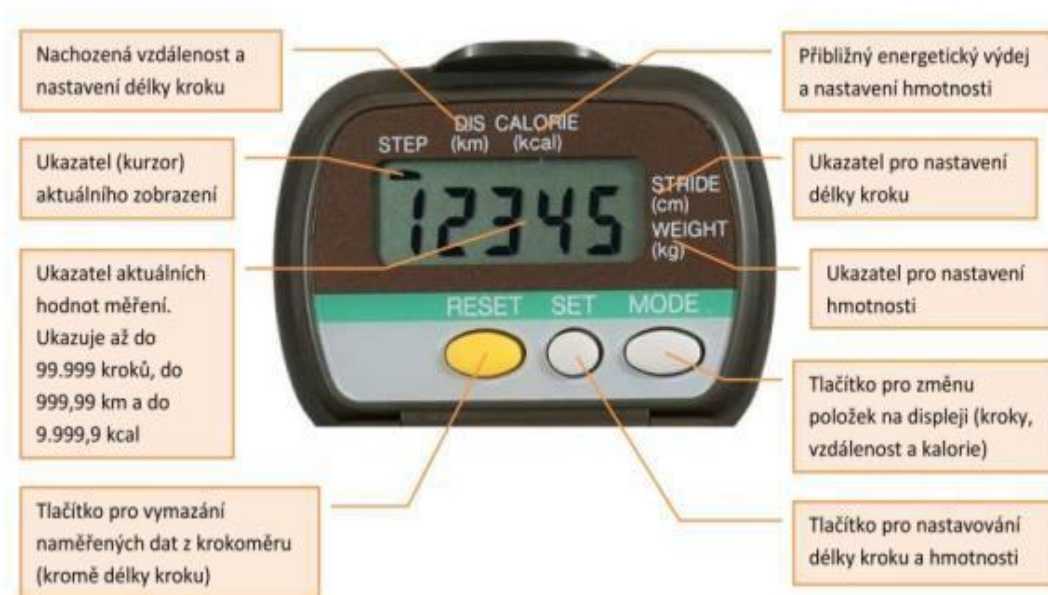 Nachozená vzdálenost a
nastavení délky kroku
Ukazatel (kurzor)
aktuálního zobrazení
Ukazatel aktuálních
hodnot měření.
Ukazuje až do
99.999 kroků, do
999,99 km a do
9.999,9 kcal
Tlačítko pro vymazání
naměřených dat z krokoměru
(kromě délky kroku)
STEP
DIS
(km)
CALORIE
(kcal)
12345
STRIDE
(cm)
WEIGHT
(kg)
RESET SET MODE
Přibližný energetický výdej
a nastavení hmotnosti
Ukazatel pro nastavení
délky kroku
Ukazatel pro nastavení
hmotnosti
Tlačítko pro změnu
položek na displeji (kroky,
vzdálenost a kalorie)
Tlačítko pro nastavování
délky kroku a hmotnosti